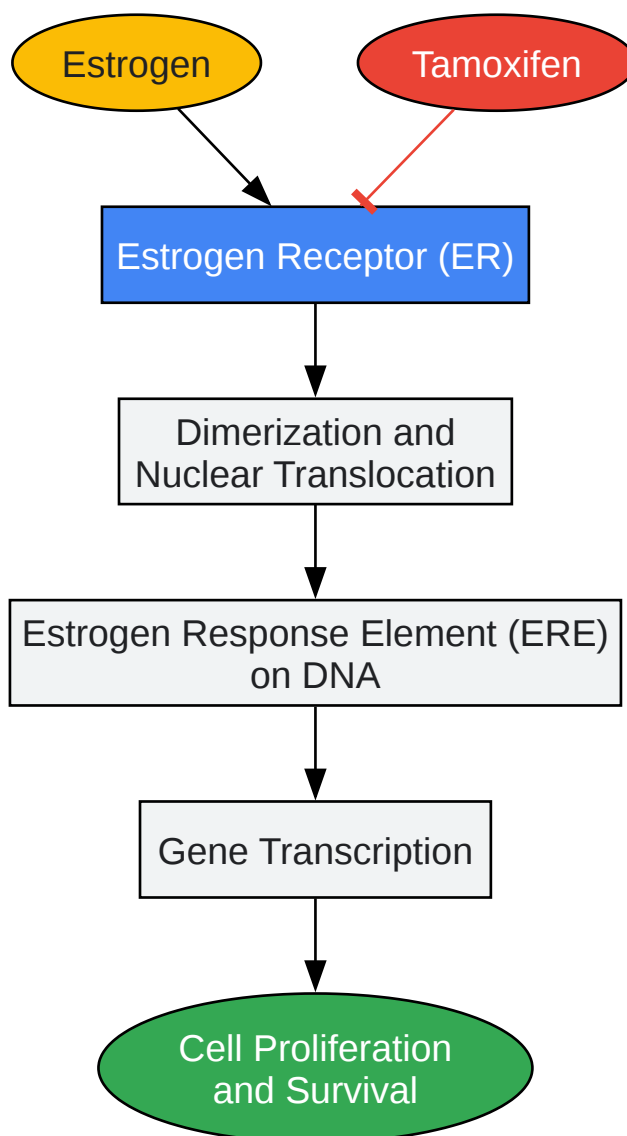 Estrogen
Tamoxifen
Estrogen Receptor (ER)
Dimerization and
Nuclear Translocation
Estrogen Response Element (ERE)
on DNA
Gene Transcription
Cell Proliferation
and Survival